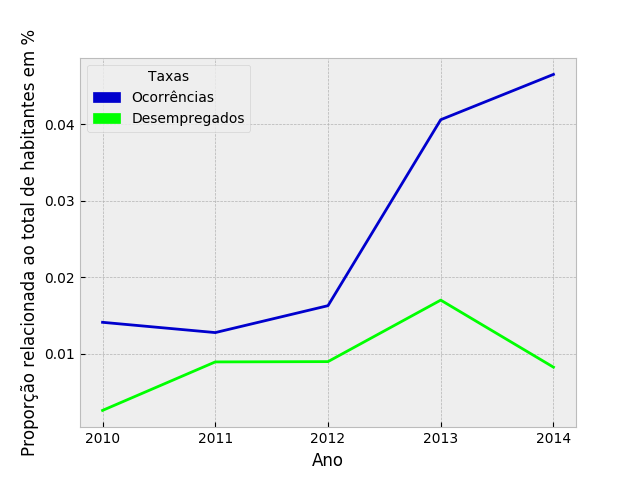 Proporção relacionada ao total de habitantes em %
Taxas
Ocorrências
Desempregados
0.04
0.03
0.02
0.01
2010 2011 2012 2013 2014
Ano